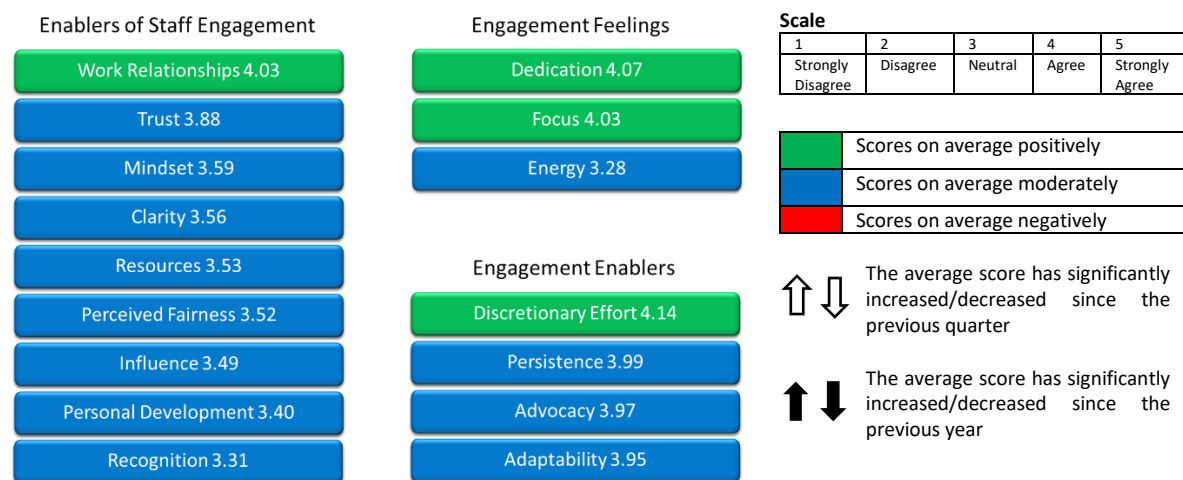 Enablers of Staff Engagement
Work Relationships 4.03
Trust 3.88
Mindset 3.59
Clarity 3.56
Resources 3.53
Perceived Fairness 3.52
Influence 3.49
Personal Development 3.40
Recognition 3.31
Engagement Feelings
Dedication 4.07
Focus 4.03
Energy 3.28
Engagement Enablers
Discretionary Effort 4.14
Persistence 3.99
Advocacy 3.97
Adaptability 3.95
Scale
1 2 3 4 5
Strongly Disagree Neutral Agree Strongly
Disagree Agree
Scores on average positively
Scores on average moderately
Scores on average negatively
The average score has significantly
increased/decreased since the
previous quarter
The average score has significantly
increased/decreased since the
previous year